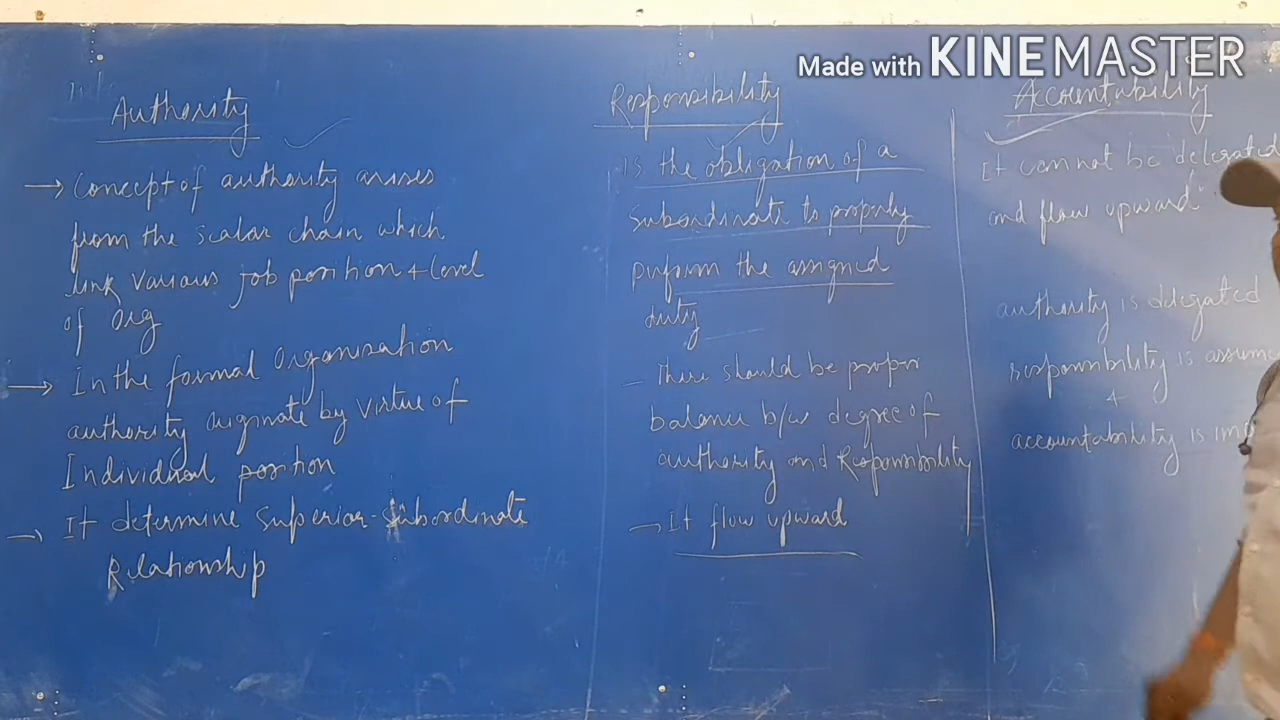 Made with KINEMASTER
Authority
→ Concept of authority arises
from the scalar chain which
link various job position + level
of org
→ In the formal organisation
authority originate by virtue of
Individual position
→ It determine superior-subordinate
Relationship
Responsibility
is the obligation of a
subordinate to properly
perform the assigned
duty
– There should be proper
balance b/w degree of
authority and Responsibility
→ It flow upward
Accountability
It cannot be delegated
and flow upward
authority is delegated
responsibility is
+
accountability is